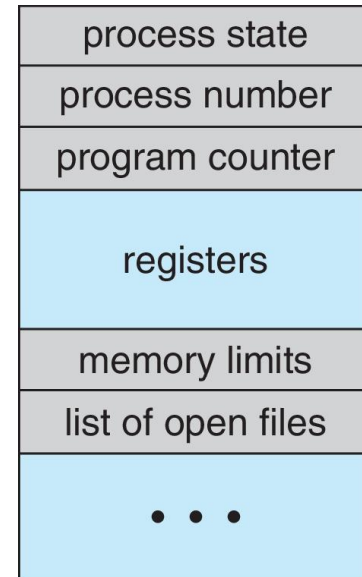 process state
process number
program counter
registers
memory limits
list of open files
• • •